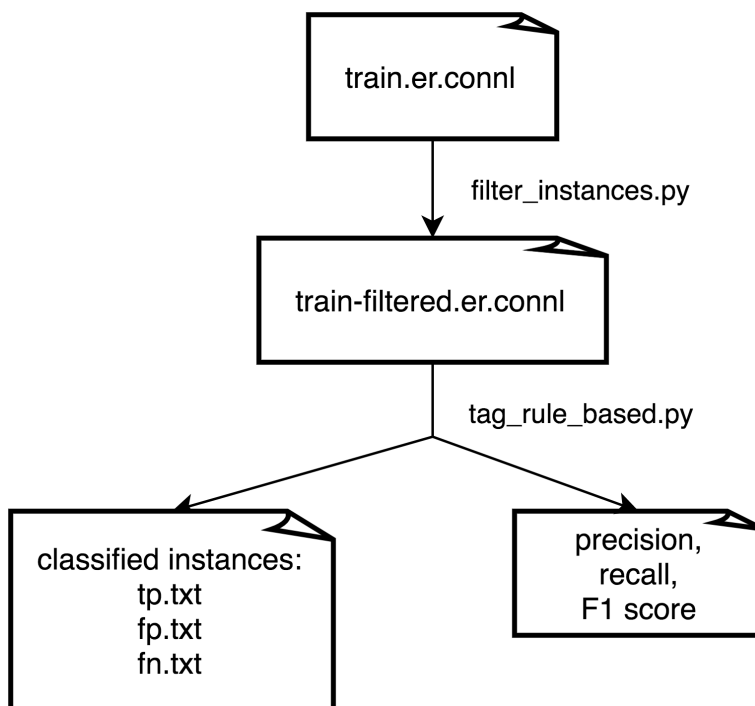 train.er.connl
filter_instances.py
train-filtered.er.connl
tag_rule_based.py
classified instances:
tp.txt
fp.txt
fn.txt
precision,
recall,
F1 score